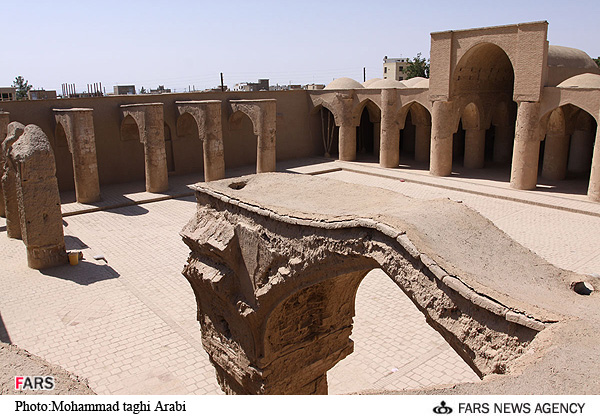 FARS
Photo:Mohammad taghi Arabi
FARS NEWS AGENCY